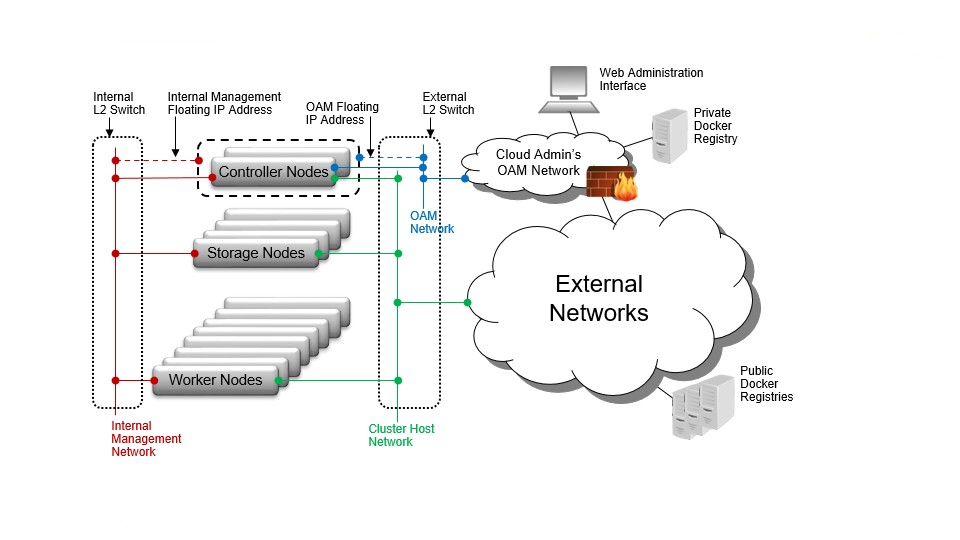 Web Administration
Interface
Internal
L2 Switch
Internal Management
Floating IP Address
OAM Floating
IP Address
External
L2 Switch
Private
Docker
Registry
Cloud Admin's
OAM Network
Controller Nodes
OAM
Network
Storage Nodes
External
Networks
Worker Nodes
Public
Docker
Registries
Internal
Management
Network
Cluster Host
Network